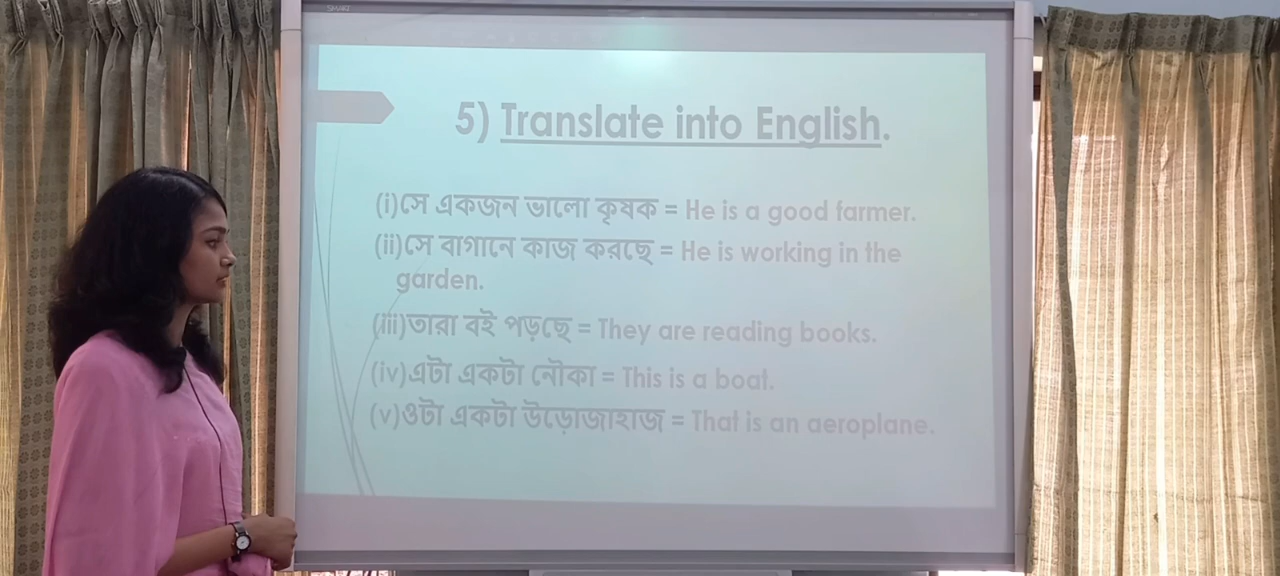 5) Translate into English.
(i)সে একজন ভালো কৃষক = He is a good farmer.
(ii)সে বাগানে কাজ করছে = He is working in the
garden.
(iii)তারা বই পড়ছে = They are reading books.
(iv)এটা একটা নৌকা = This is a boat.
(v)ওটা একটা উড়োজাহাজ = That is an aeroplane.